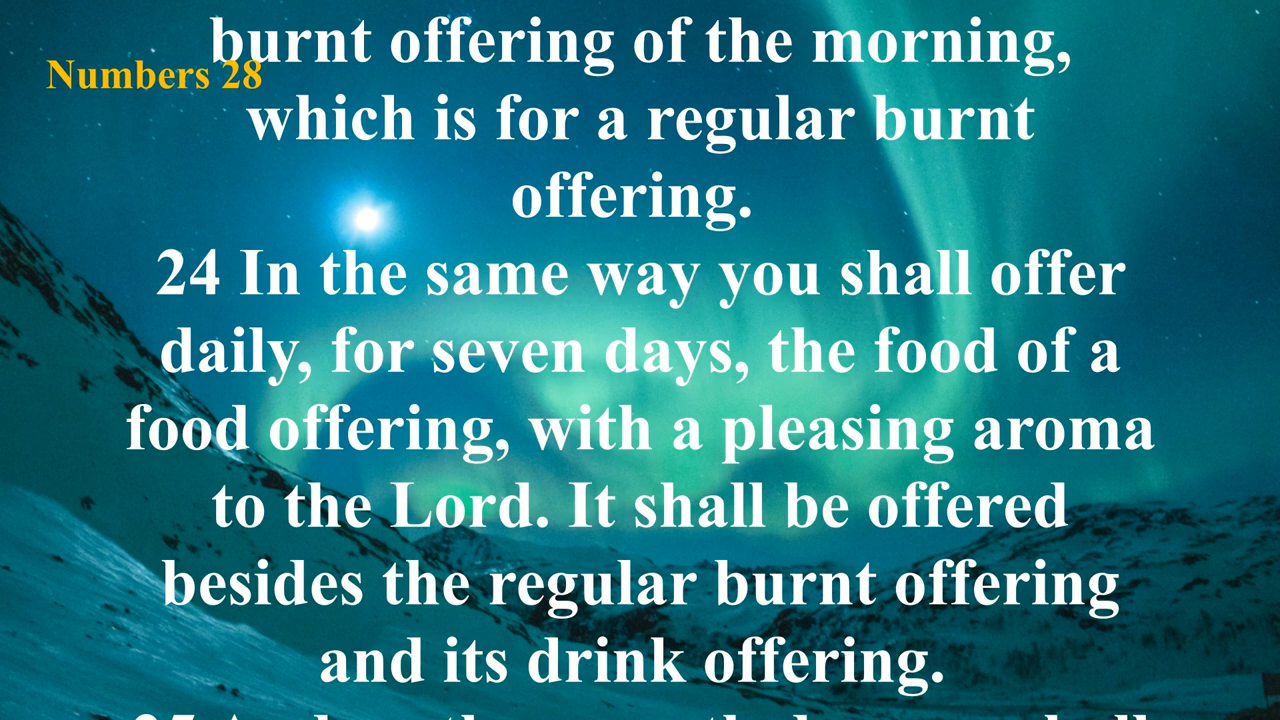 burnt offering of the morning,
Numbers 28
which is for a regular burnt
offering.
24 In the same way you shall offer
daily, for seven days, the food of a
food offering, with a pleasing aroma
to the Lord. It shall be offered
besides the regular burnt offering
and its drink offering.